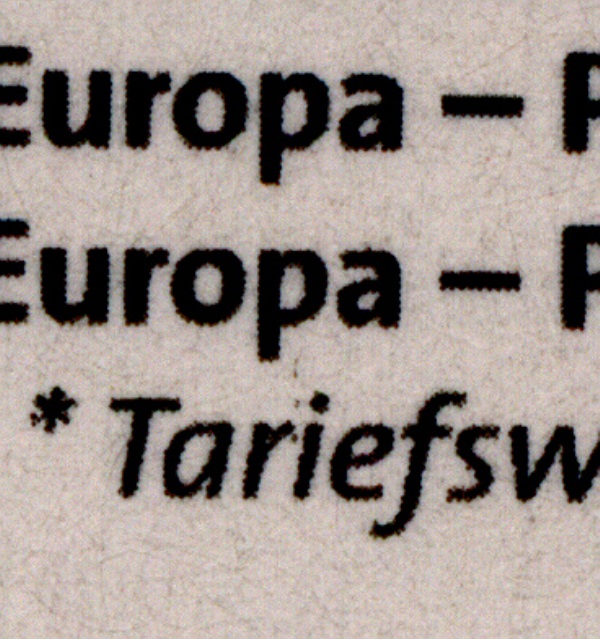 Europa – P
Europa – P
* Tariefsw